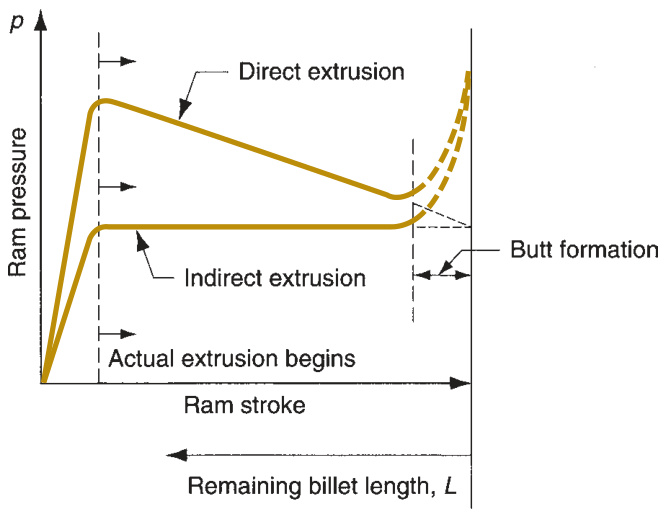 p
Direct extrusion
Ram pressure
Butt formation
Indirect extrusion
Actual extrusion begins
Ram stroke
Remaining billet length, L